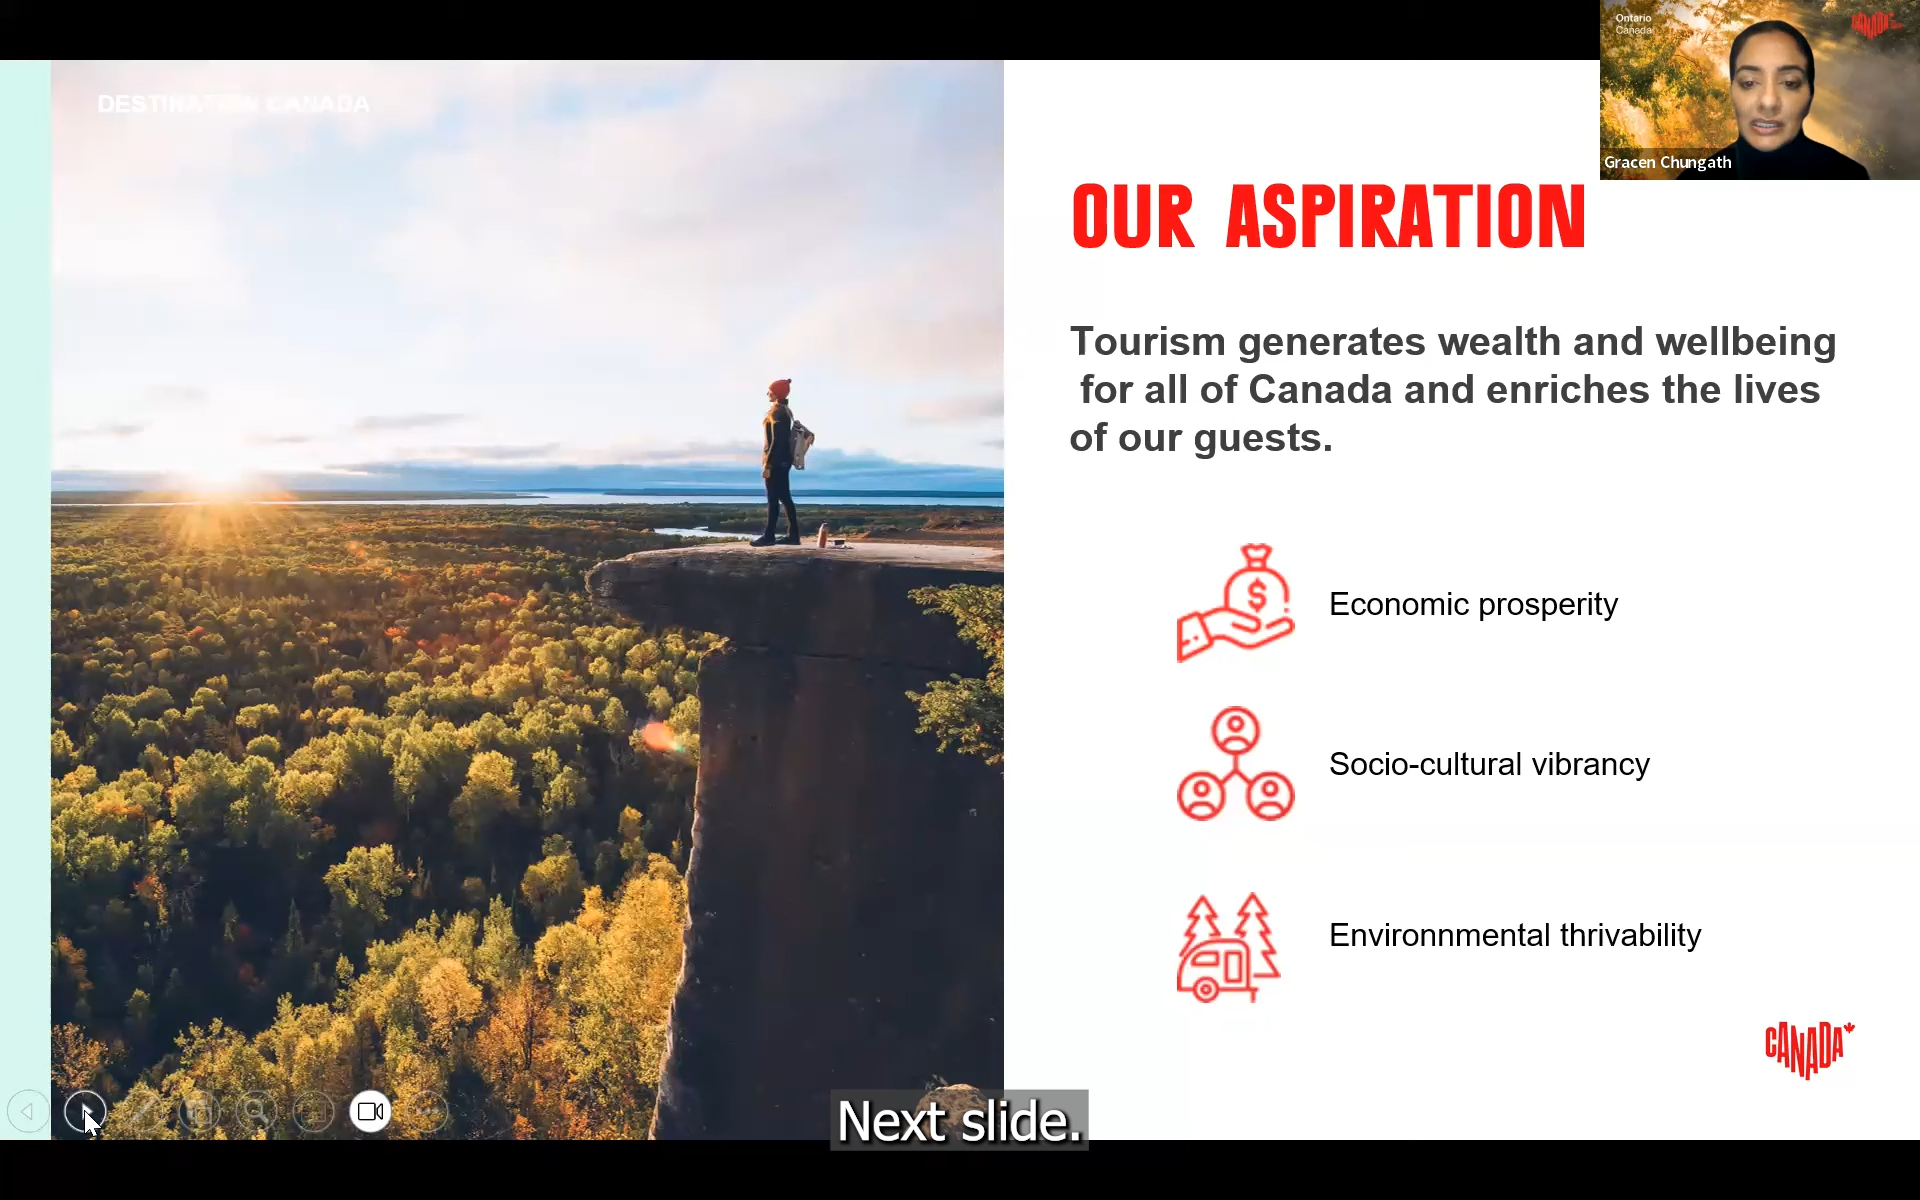 Ontario
Canada
CANADA
Gracen Chungath
DESTINATION CANADA
OUR ASPIRATION
Tourism generates wealth and wellbeing
for all of Canada and enriches the lives
of our guests.
$
Economic prosperity
Socio-cultural vibrancy
Environnmental thrivability
CANADA
Next slide.